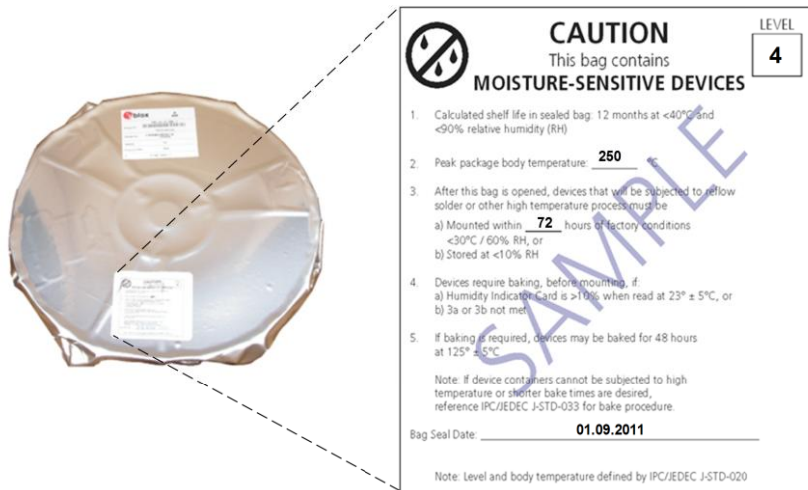 LEVEL
4
CAUTION
This bag contains
MOISTURE-SENSITIVE DEVICES
1. Calculated shelf life in sealed bag: 12 months at <40°C and
<90% relative humidity (RH)
2. Peak package body temperature: 250 °C
3. After this bag is opened, devices that will be subjected to reflow
solder or other high temperature process must be
a) Mounted within 72 hours of factory conditions
<30°C / 60% RH, or
b) Stored at <10% RH
4. Devices require baking, before mounting, if:
a) Humidity Indicator Card is >10% when read at 23° ± 5°C, or
b) 3a or 3b not met
5. If baking is required, devices may be baked for 48 hours
at 125° ± 5°C
Note: If device containers cannot be subjected to high
temperature or shorter bake times are desired,
reference IPC/JEDEC J-STD-033 for bake procedure.
Bag Seal Date: 01.09.2011
Note: Level and body temperature defined by IPC/JEDEC J-STD-020
SAMPLE
CAUTION